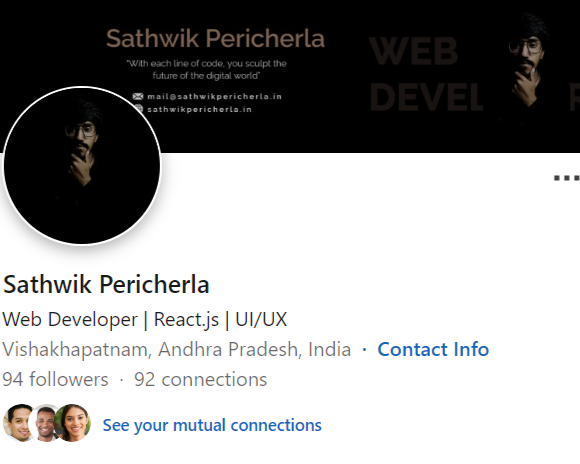 Sathwik Pericherla
"With each line of code, you sculpt the
future of the digital world"
mail@sathwikpericherla.in
sathwikpericherla.in
WEB
DEVEL
Sathwik Pericherla
Web Developer | React.js | UI/UX
Vishakhapatnam, Andhra Pradesh, India · Contact Info
94 followers · 92 connections
See your mutual connections